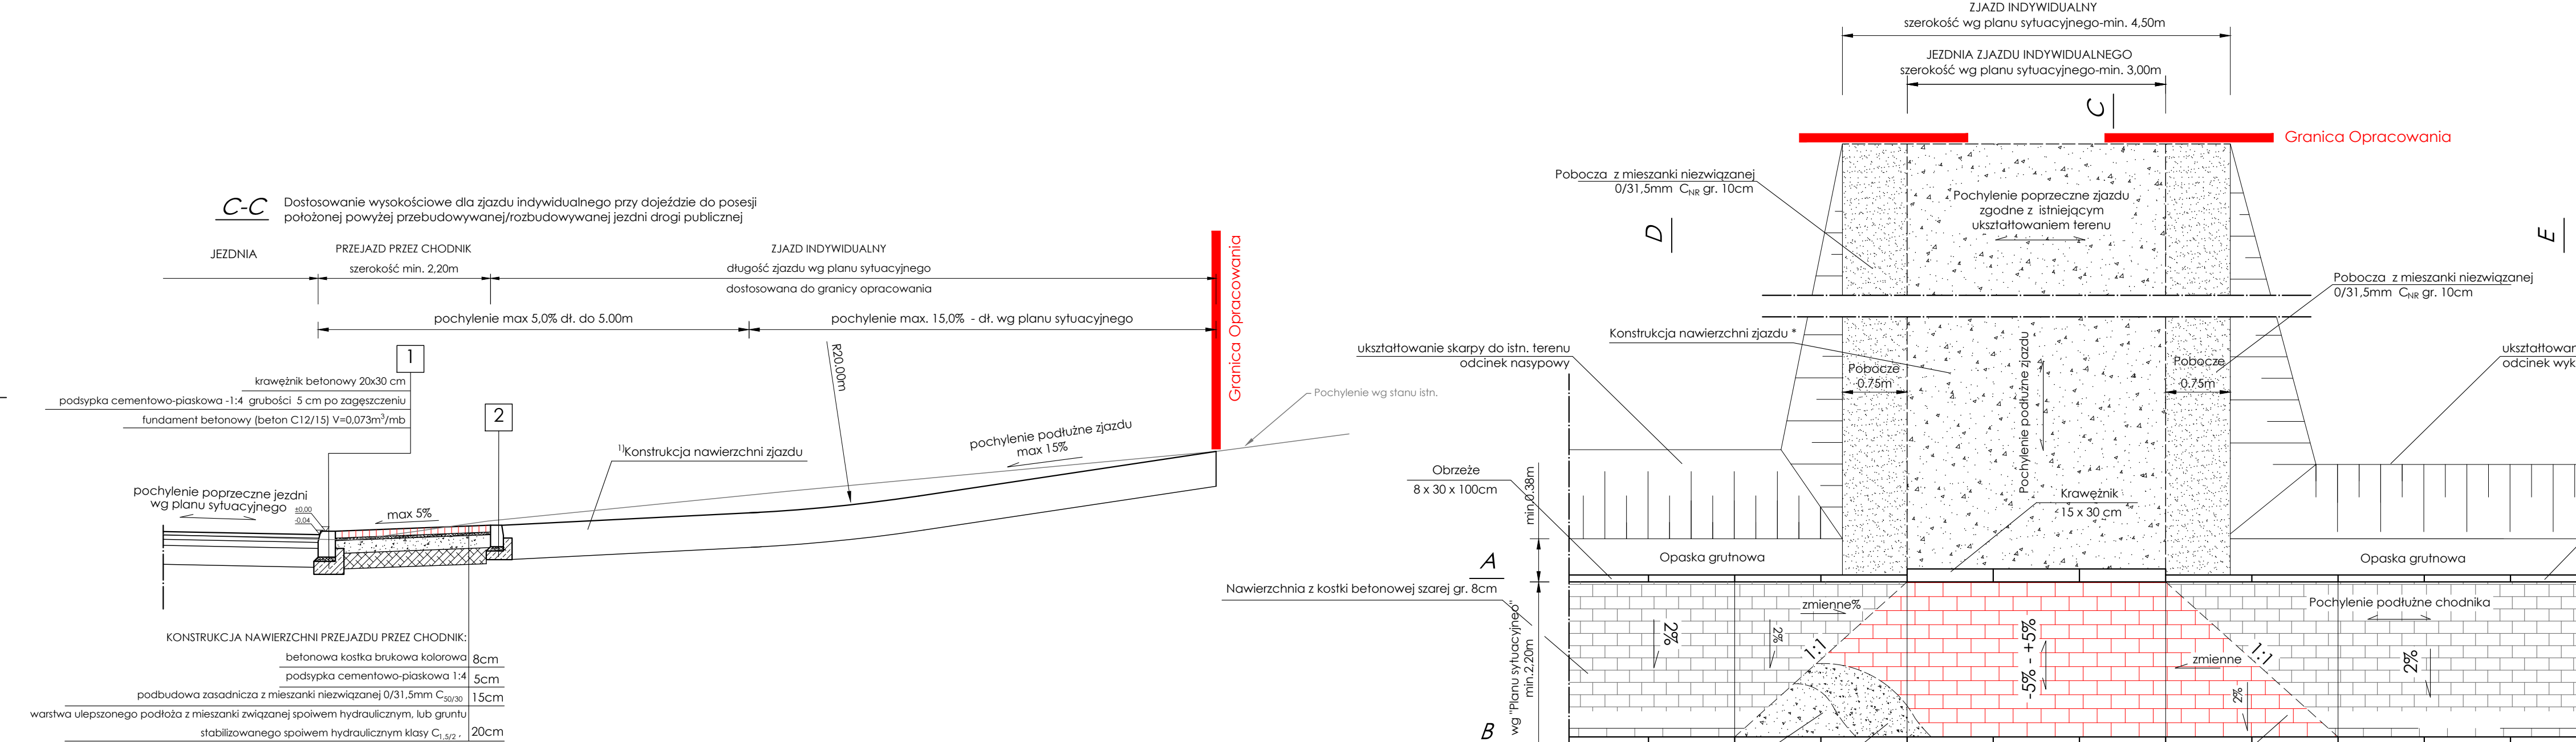 C-C
Dostosowanie wysokościowe dla zjazdu indywidualnego przy dojeździe do posesji
położonej powyżej przebudowywanej/rozbudowywanej jezdni drogi publicznej
JEZDNIA
PRZEJAZD PRZEZ CHODNIK
szerokość min. 2,20m
ZJAZD INDYWIDUALNY
długość zjazdu wg planu sytuacyjnego
dostosowana do granicy opracowania
pochylenie max 5,0% dł. do 5.00m
pochylenie max. 15,0%  - dł. wg planu sytuacyjnego
Granica Opracowania
1
krawężnik betonowy 20x30 cm
podsypka cementowo-piaskowa -1:4  grubości  5 cm po zagęszczeniu
fundament betonowy (beton C12/15) V=0,073m³/mb
2
R20.00m
1)Konstrukcja nawierzchni zjazdu
pochylenie podłużne zjazdu
max 15%
Pochylenie wg stanu istn.
pochylenie poprzeczne jezdni
wg planu sytuacyjnego
±0,00
-0,04
max 5%
KONSTRUKCJA NAWIERZCHNI PRZEJAZDU PRZEZ CHODNIK:
betonowa kostka brukowa kolorowa 8cm
podsypka cementowo-piaskowa 1:4 5cm
podbudowa zasadnicza z mieszanki niezwiązanej 0/31,5mm C50/30 15cm
warstwa ulepszonego podłoża z mieszanki związanej spoiwem hydraulicznym, lub gruntu
stabilizowanego spoiwem hydraulicznym klasy C1,5/2 , 20cm
ZJAZD INDYWIDUALNY
szerokość wg planu sytuacyjnego-min. 4,50m
JEZDNIA ZJAZDU INDYWIDUALNEGO
szerokość wg planu sytuacyjnego-min. 3,00m
C
Granica Opracowania
Pobocza  z mieszanki niezwiązanej
0/31,5mm  CNR gr. 10cm
D
Pochylenie poprzeczne zjazdu
zgodne z  istniejącym
ukształtowaniem terenu
E
Pobocza  z mieszanki niezwiązanej
0/31,5mm  CNR gr. 10cm
Konstrukcja nawierzchni zjazdu *
ukształtowanie skarpy do istn. terenu
odcinek nasypowy
Pobocze
0.75m
Pochylenie podłużne zjazdu
Pobocze
0.75m
ukształtowan
odcinek wyk
Obrzeże
8 x 30 x 100cm
min.0.38m
Krawężnik
15 x 30 cm
A
Opaska grutnowa
Opaska grutnowa
Nawierzchnia z kostki betonowej szarej gr. 8cm
wg "Planu sytuacyjneo"
min.2,20m
B
2%
zmienne%
2%
1:1
-5% - +5%
zmienne
1:1
2%
Pochylenie podłużne chodnika
2%